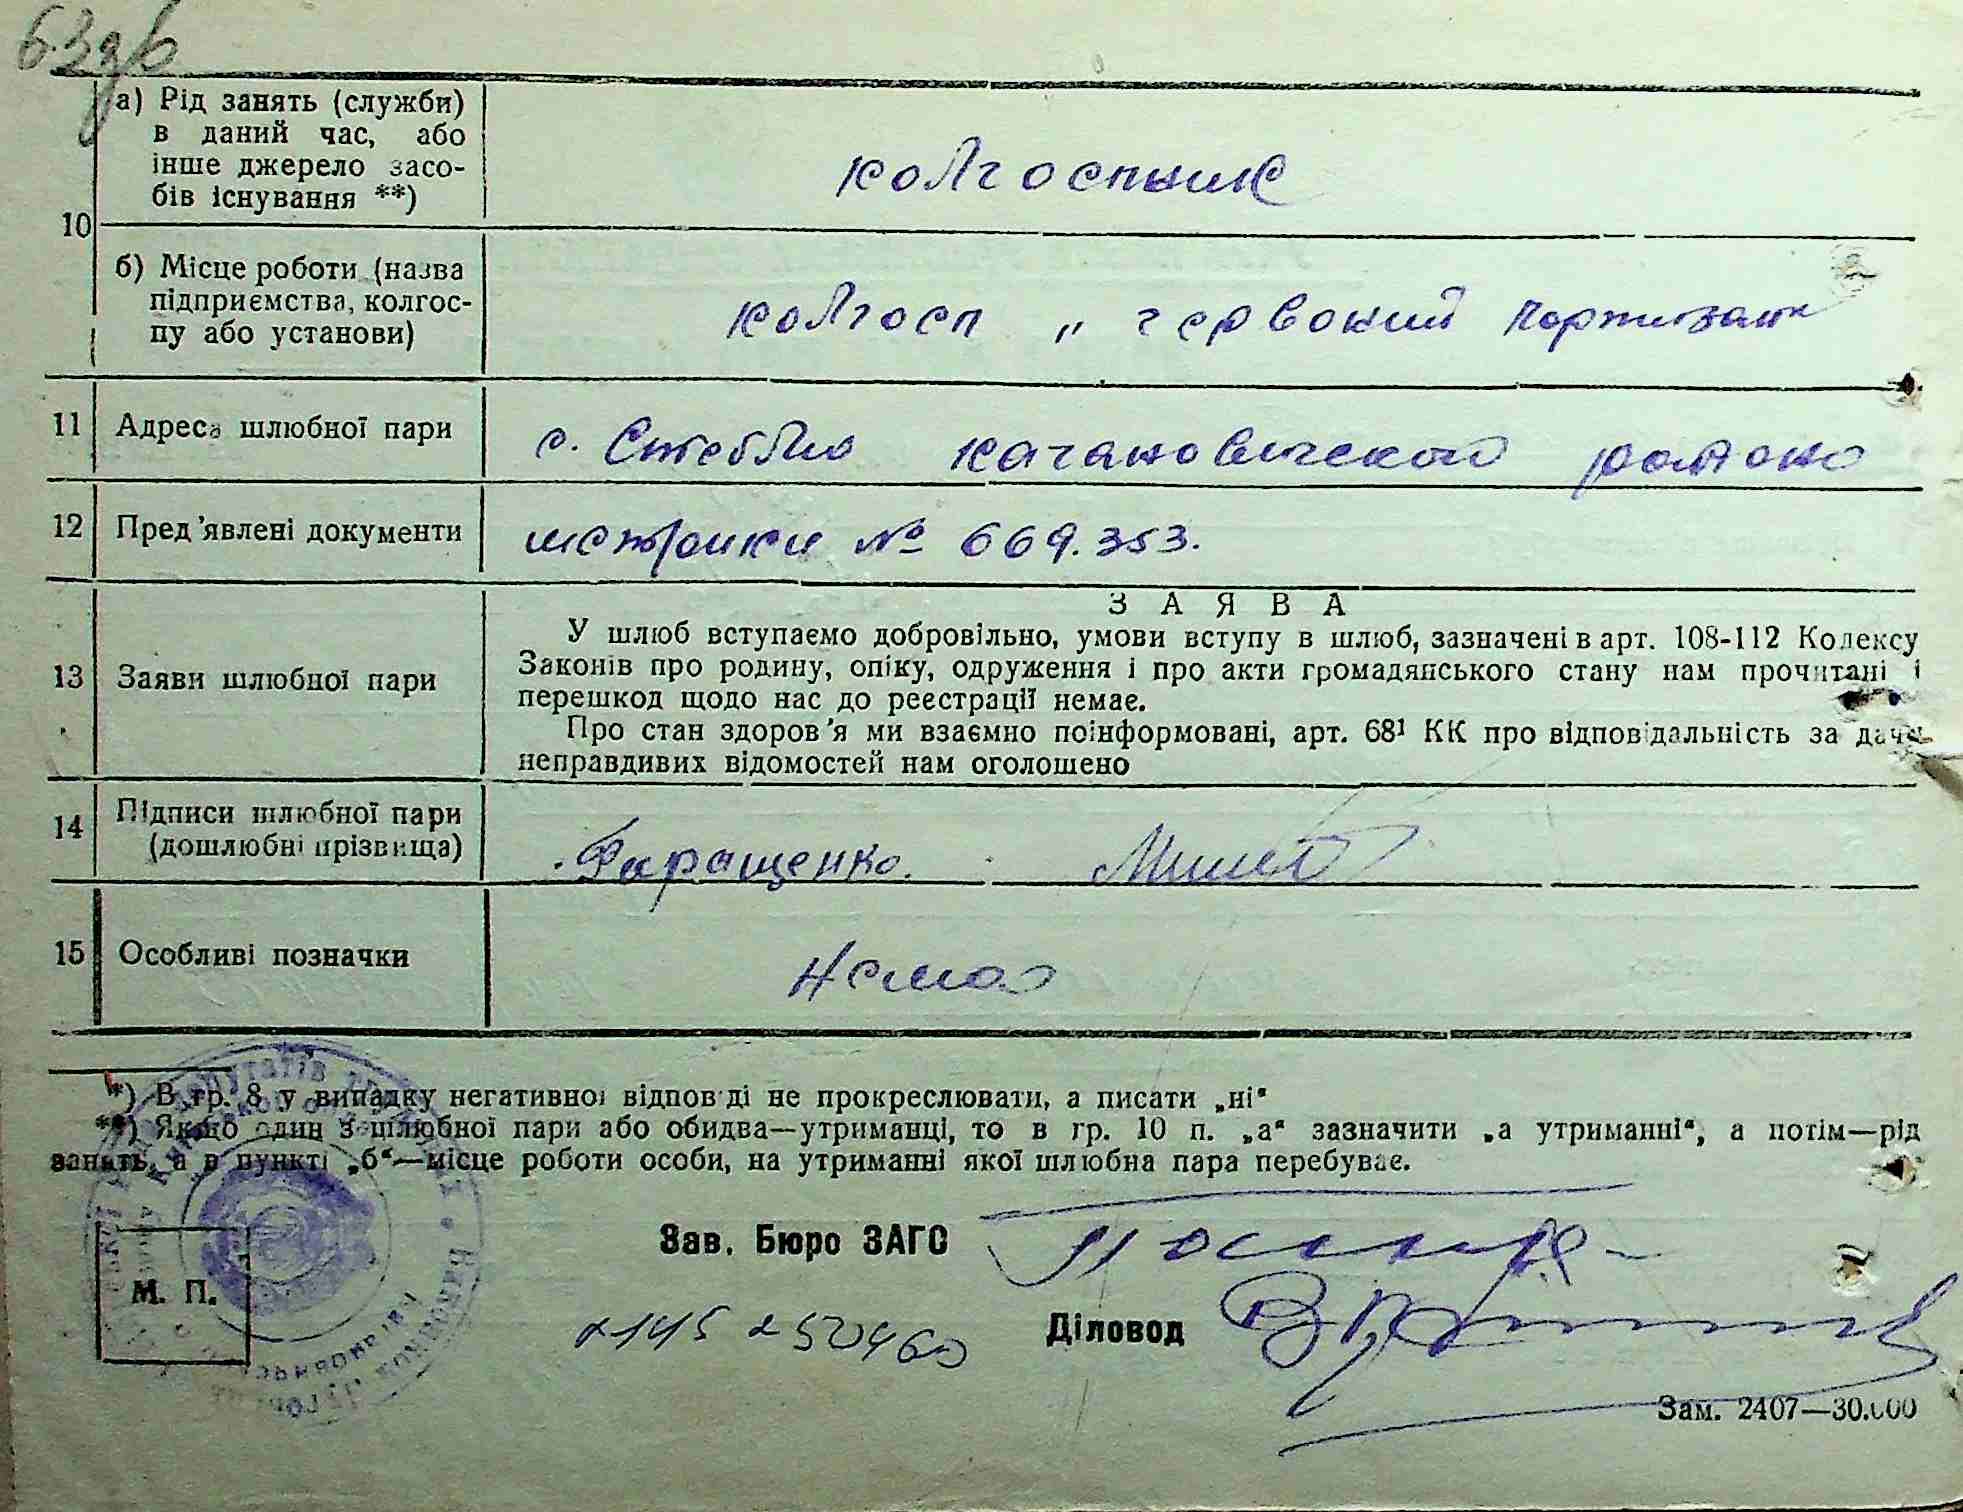 а) Рід занять (служби)
в даний час, або
інше джерело засо-
бів існування **)
колгоспник
10
б) Місце роботи (назва
підприємства, колгос-
пу або установи)
колгосп „ червоний партизан
11 Адреса шлюбної пари
с. Стебло качановичского району
12 Пред'явлені документи
метрики № 669.353.
ЗАЯВА
У шлюб вступаємо добровільно, умови вступу в шлюб, зазначені в арт. 108-112 Кодексу
13 Заяви шлюбної пари
Законів про родину, опіку, одруження і про акти громадянського стану нам прочитані і
перешкод щодо нас до реєстрації немає.
Про стан здоров'я ми взаємно поінформовані, арт. 68¹ КК про відповідальність за дачу
неправдивих відомостей нам оголошено
14 Підписи шлюбної пари
(дошлюбні прізвища)
Фаращенко.
15 Особливі позначки
Немає
*) В гр. 8 у випадку негативної відповіді не прокреслювати, а писати „ні“
**) Якщо один з шлюбної пари або обидва—утриманці, то в гр. 10 п. „а“ зазначити „а утриманні“, а потім—рід
занять, а в пункті „б“—місце роботи особи, на утриманні якої шлюбна пара перебуває.
Зав. Бюро ЗАГС
М. П.
Діловод
Зам. 2407—30.000